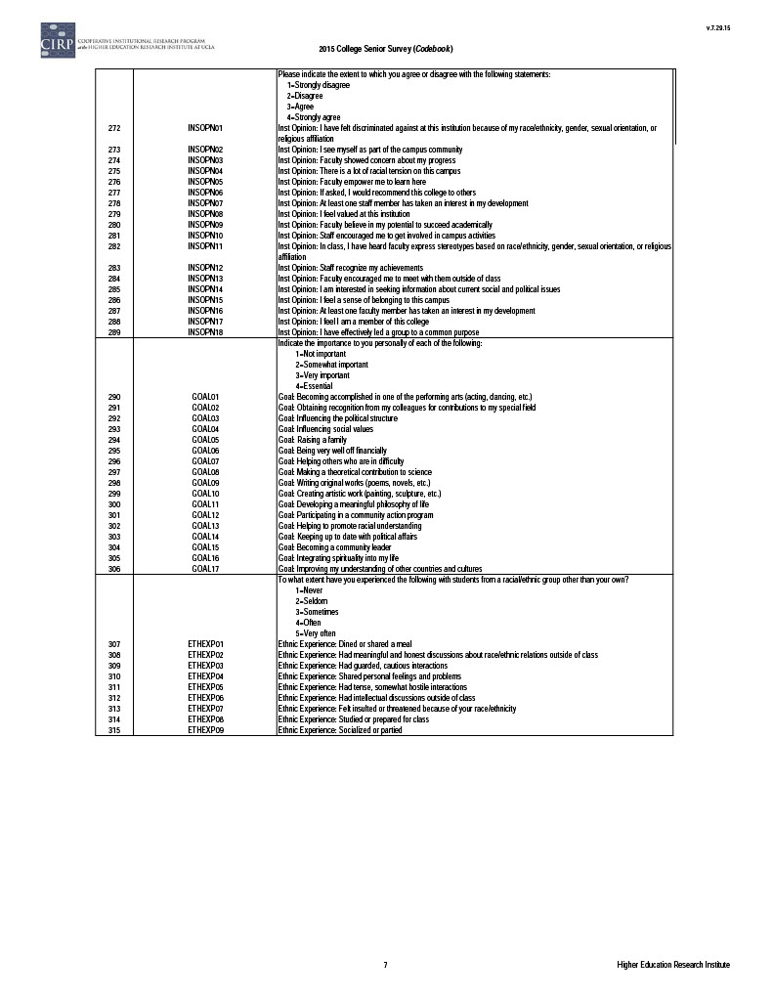 v.7.29.15
CIRP
COOPERATIVE INSTITUTIONAL RESEARCH PROGRAM
at the HIGHER EDUCATION RESEARCH INSTITUTE AT UCLA
2015 College Senior Survey (Codebook)
Please indicate the extent to which you agree or disagree with the following statements:
1=Strongly disagree
2=Disagree
3=Agree
4=Strongly agree
272 INSOPN01 Inst Opinion: I have felt discriminated against at this institution because of my race/ethnicity, gender, sexual orientation, or
religious affiliation
273 INSOPN02 Inst Opinion: I see myself as part of the campus community
274 INSOPN03 Inst Opinion: Faculty showed concern about my progress
275 INSOPN04 Inst Opinion: There is a lot of racial tension on this campus
276 INSOPN05 Inst Opinion: Faculty empower me to learn here
277 INSOPN06 Inst Opinion: If asked, I would recommend this college to others
278 INSOPN07 Inst Opinion: At least one staff member has taken an interest in my development
279 INSOPN08 Inst Opinion: I feel valued at this institution
280 INSOPN09 Inst Opinion: Faculty believe in my potential to succeed academically
281 INSOPN10 Inst Opinion: Staff encouraged me to get involved in campus activities
282 INSOPN11 Inst Opinion: In class, I have heard faculty express stereotypes based on race/ethnicity, gender, sexual orientation, or religious
affiliation
283 INSOPN12 Inst Opinion: Staff recognize my achievements
284 INSOPN13 Inst Opinion: Faculty encouraged me to meet with them outside of class
285 INSOPN14 Inst Opinion: I am interested in seeking information about current social and political issues
286 INSOPN15 Inst Opinion: I feel a sense of belonging to this campus
287 INSOPN16 Inst Opinion: At least one faculty member has taken an interest in my development
288 INSOPN17 Inst Opinion: I feel I am a member of this college
289 INSOPN18 Inst Opinion: I have effectively led a group to a common purpose
Indicate the importance to you personally of each of the following:
1=Not important
2=Somewhat important
3=Very important
4=Essential
290 GOAL01 Goal: Becoming accomplished in one of the performing arts (acting, dancing, etc.)
291 GOAL02 Goal: Obtaining recognition from my colleagues for contributions to my special field
292 GOAL03 Goal: Influencing the political structure
293 GOAL04 Goal: Influencing social values
294 GOAL05 Goal: Raising a family
295 GOAL06 Goal: Being very well off financially
296 GOAL07 Goal: Helping others who are in difficulty
297 GOAL08 Goal: Making a theoretical contribution to science
298 GOAL09 Goal: Writing original works (poems, novels, etc.)
299 GOAL10 Goal: Creating artistic work (painting, sculpture, etc.)
300 GOAL11 Goal: Developing a meaningful philosophy of life
301 GOAL12 Goal: Participating in a community action program
302 GOAL13 Goal: Helping to promote racial understanding
303 GOAL14 Goal: Keeping up to date with political affairs
304 GOAL15 Goal: Becoming a community leader
305 GOAL16 Goal: Integrating spirituality into my life
306 GOAL17 Goal: Improving my understanding of other countries and cultures
To what extent have you experienced the following with students from a racial/ethnic group other than your own?
1=Never
2=Seldom
3=Sometimes
4=Often
5=Very often
307 ETHEXP01 Ethnic Experience: Dined or shared a meal
308 ETHEXP02 Ethnic Experience: Had meaningful and honest discussions about race/ethnic relations outside of class
309 ETHEXP03 Ethnic Experience: Had guarded, cautious interactions
310 ETHEXP04 Ethnic Experience: Shared personal feelings and problems
311 ETHEXP05 Ethnic Experience: Had tense, somewhat hostile interactions
312 ETHEXP06 Ethnic Experience: Had intellectual discussions outside of class
313 ETHEXP07 Ethnic Experience: Felt insulted or threatened because of your race/ethnicity
314 ETHEXP08 Ethnic Experience: Studied or prepared for class
315 ETHEXP09 Ethnic Experience: Socialized or partied
7
Higher Education Research Institute